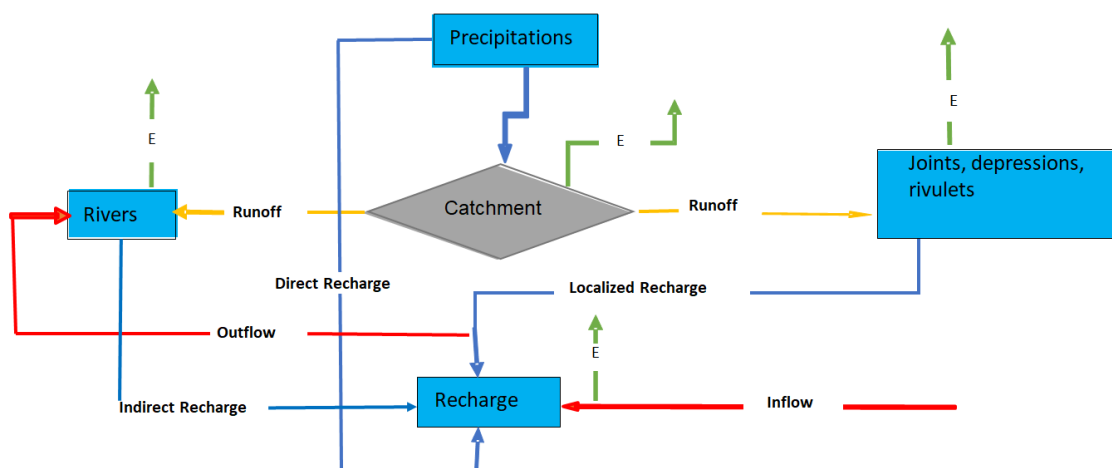 Precipitations
E
E
E
Joints, depressions,
rivulets
Rivers
Runoff
Catchment
Runoff
Direct Recharge
Localized Recharge
Outflow
E
Recharge
Indirect Recharge
Inflow